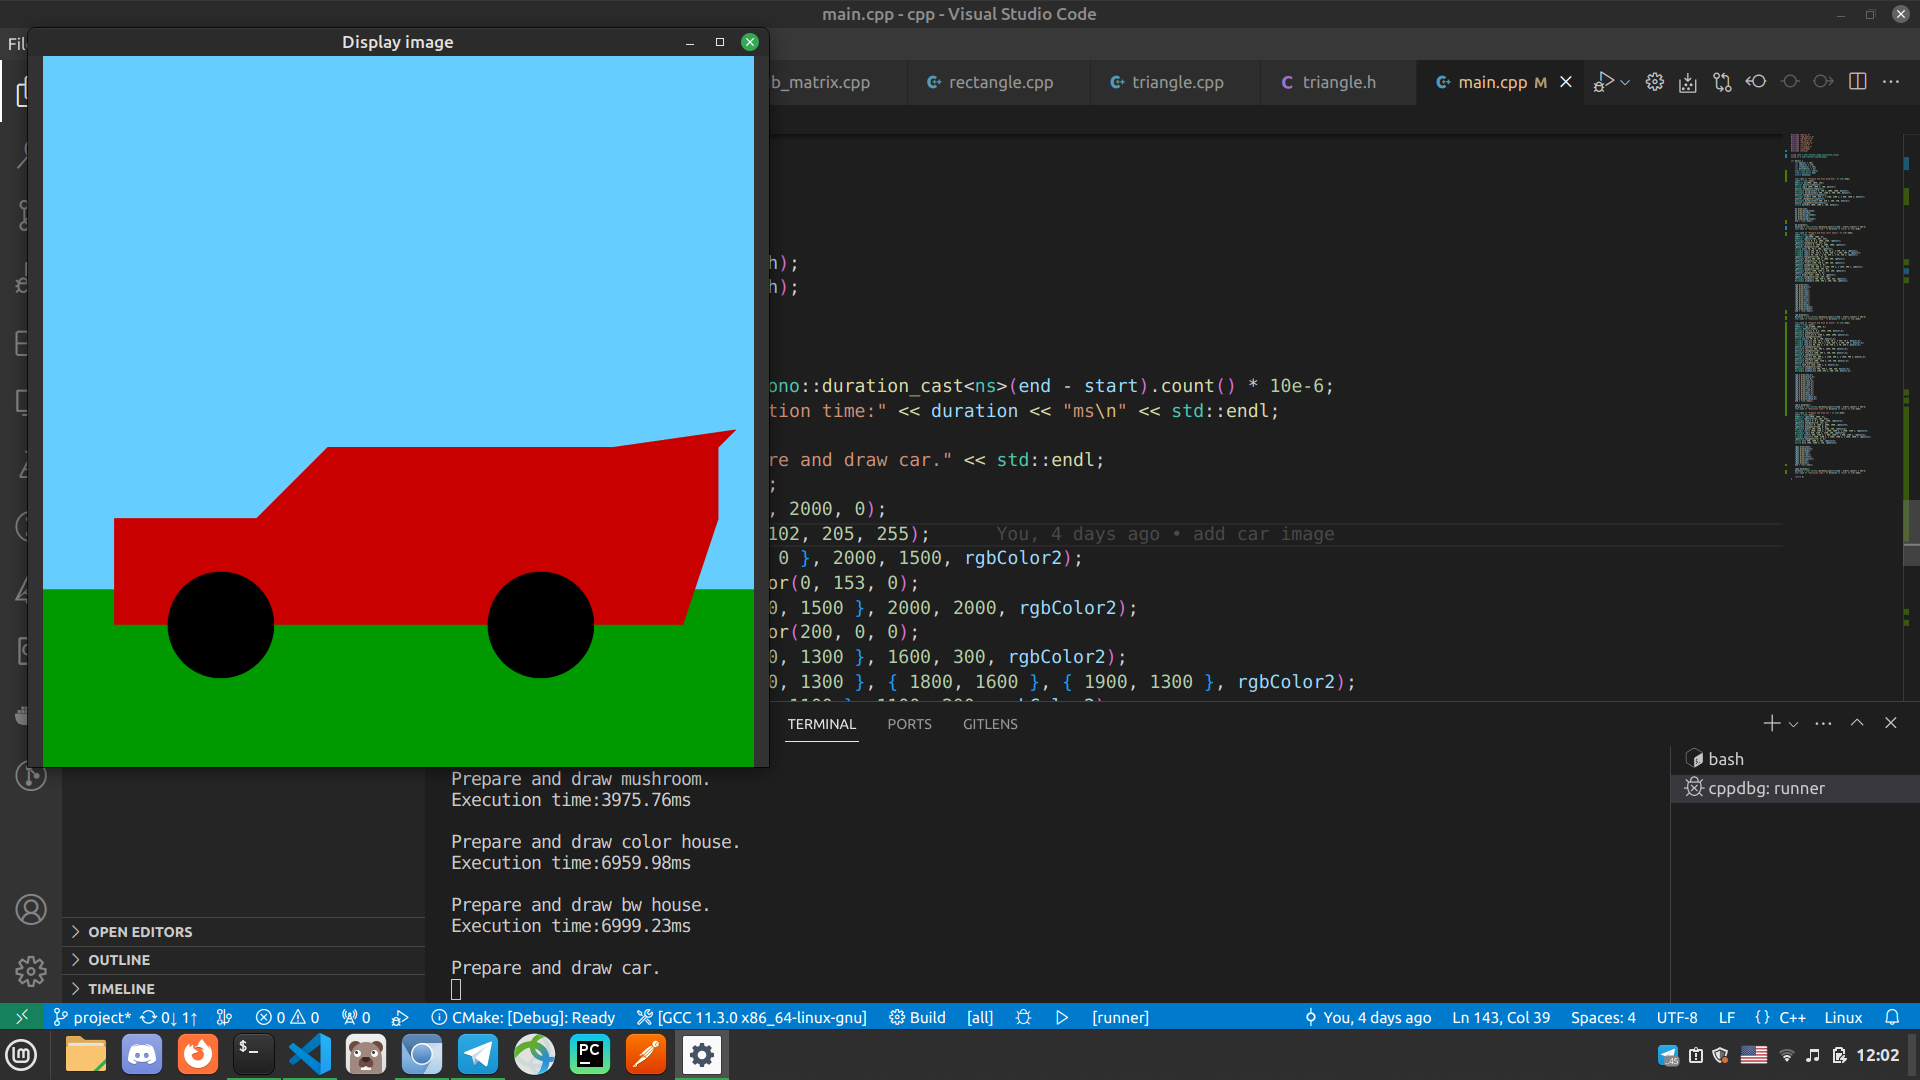 main.cpp - cpp - Visual Studio Code
Display image
b_matrix.cpp
rectangle.cpp
triangle.cpp
C triangle.h
main.cpp M
h);
h);
ono::duration_cast<ns>(end - start).count() * 10e-6;
tion time:" << duration << "ms\n" << std::endl;
re and draw car." << std::endl;
;
, 2000, 0);
102, 205, 255); You, 4 days ago • add car image
0 }, 2000, 1500, rgbColor2);
or(0, 153, 0);
0, 1500 }, 2000, 2000, rgbColor2);
or(200, 0, 0);
0, 1300 }, 1600, 300, rgbColor2);
0, 1300 }, { 1800, 1600 }, { 1900, 1300 }, rgbColor2);
TERMINAL PORTS GITLENS
bash
cppdbg: runner
Prepare and draw mushroom.
Execution time:3975.76ms
Prepare and draw color house.
Execution time:6959.98ms
Prepare and draw bw house.
Execution time:6999.23ms
Prepare and draw car.
OPEN EDITORS
OUTLINE
TIMELINE
project* 0↓ 1↑ 0 0 0 CMake: [Debug]: Ready [GCC 11.3.0 x86_64-linux-gnu] Build [all] [runner] You, 4 days ago Ln 143, Col 39 Spaces: 4 UTF-8 LF {} C++ Linux
PC
12:02